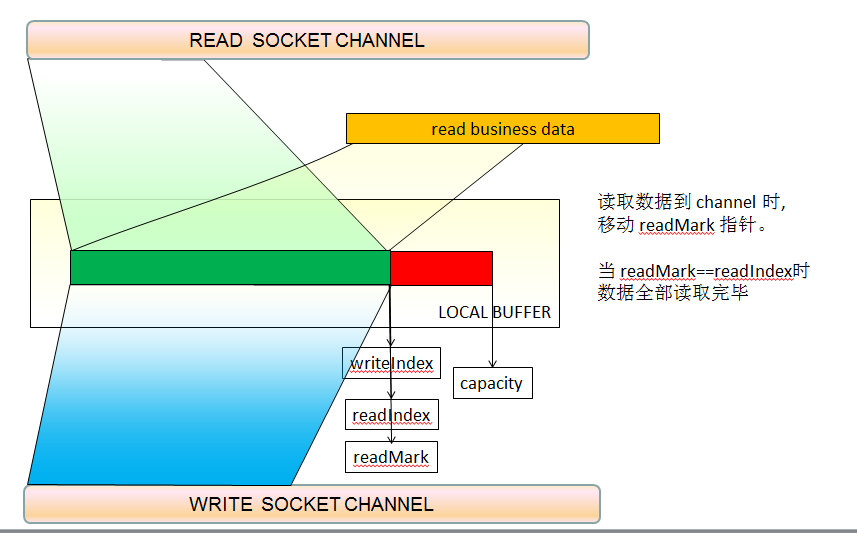 READ SOCKET CHANNEL
read business data
读取数据到 channel 时,
移动 readMark 指针。
当 readMark==readIndex时
数据全部读取完毕
LOCAL BUFFER
writeIndex
capacity
readIndex
readMark
WRITE SOCKET CHANNEL